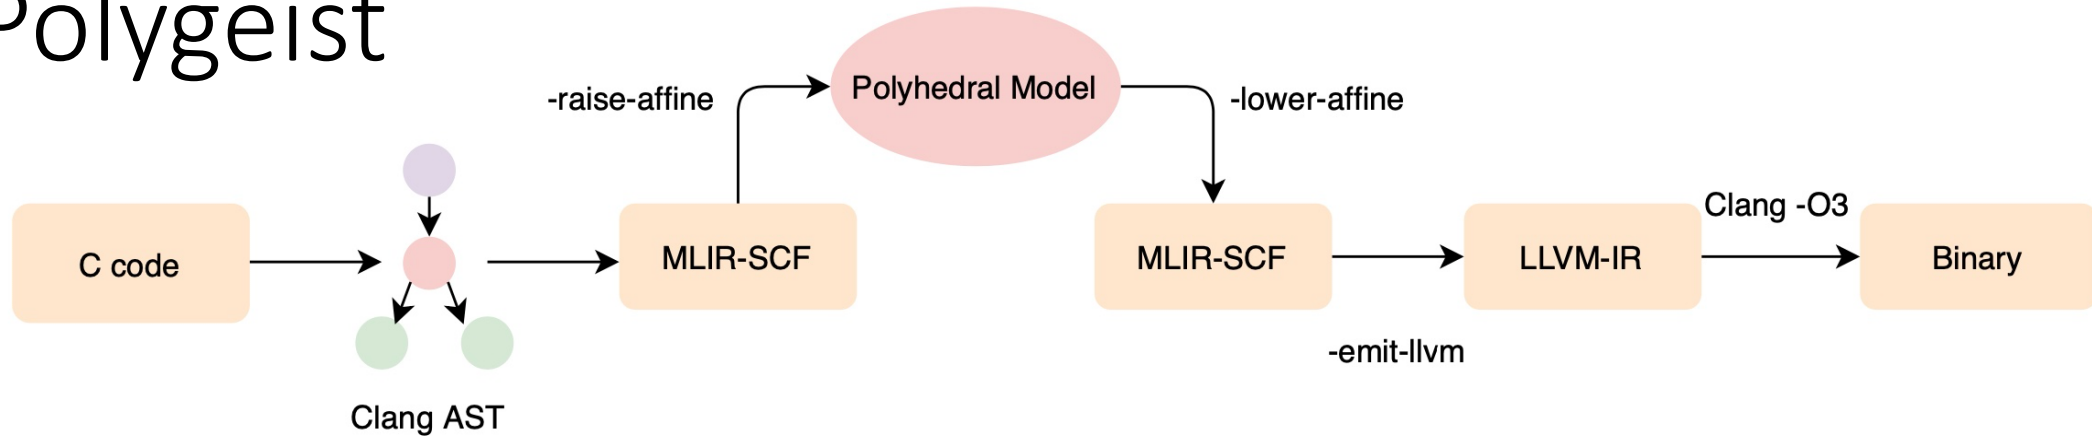 Polygeist
-raise-affine
Polyhedral Model
-lower-affine
Clang -O3
C code
MLIR-SCF
MLIR-SCF
LLVM-IR
Binary
-emit-llvm
Clang AST